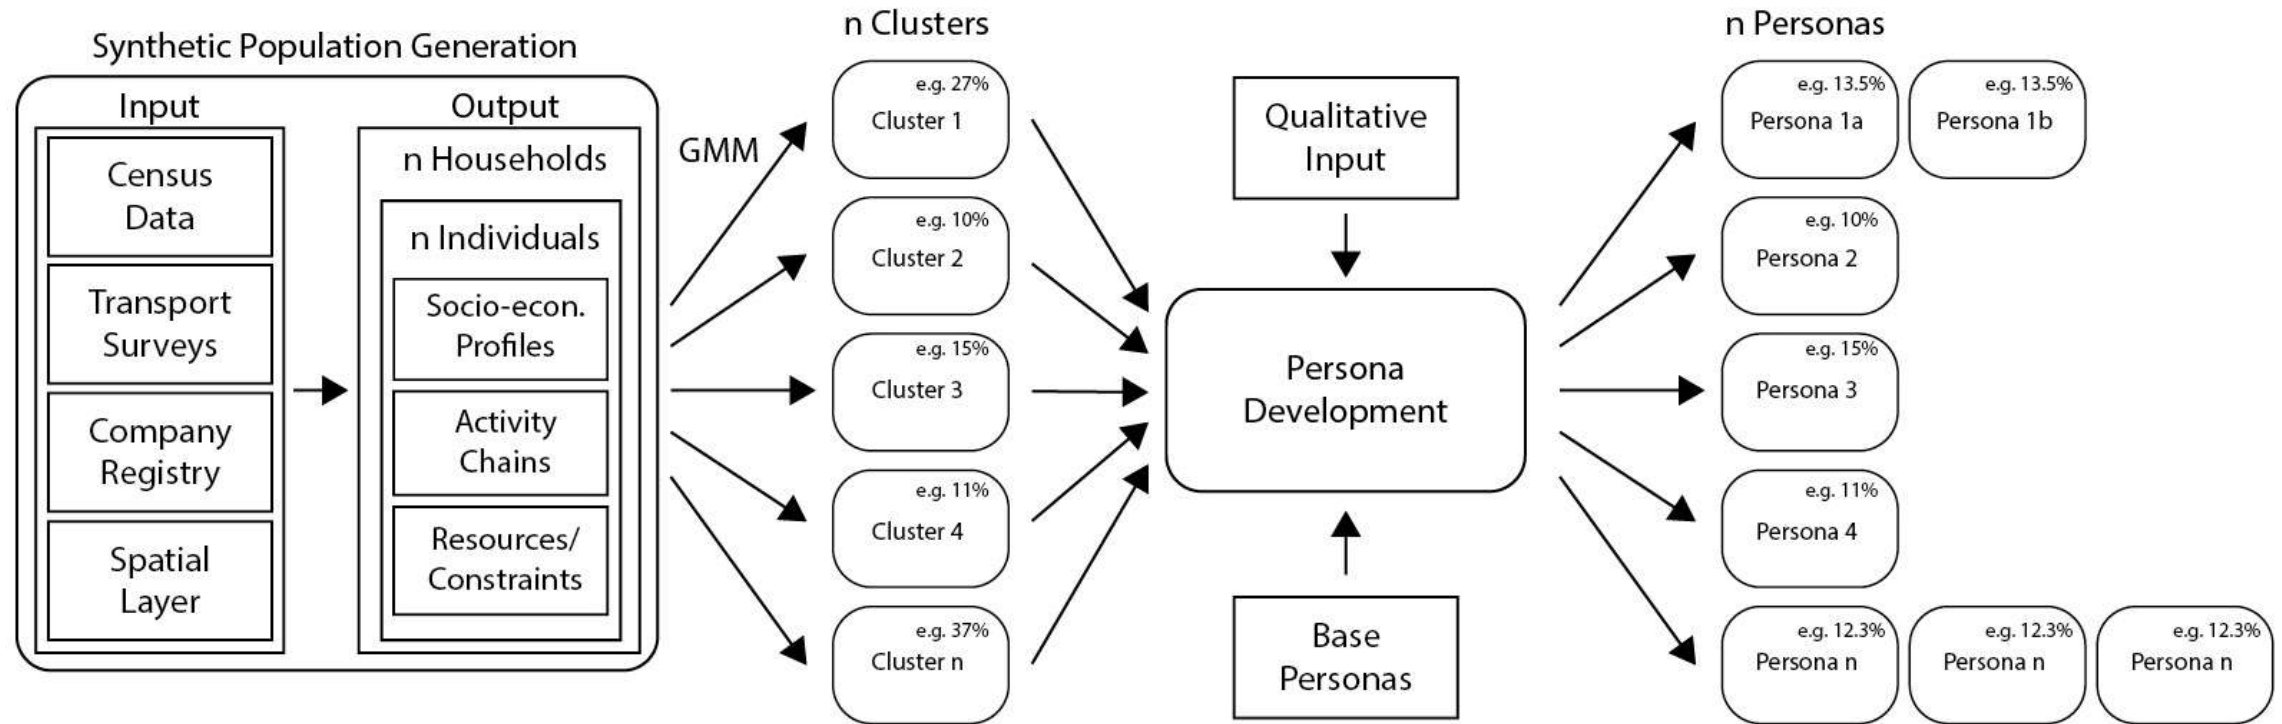 Synthetic Population Generation
Input
Census
Data
Transport
Surveys
Company
Registry
Spatial
Layer
Output
n Households
n Individuals
Socio-econ.
Profiles
Activity
Chains
Resources/
Constraints
GMM
n Clusters
e.g. 27%
Cluster 1
e.g. 10%
Cluster 2
e.g. 15%
Cluster 3
e.g. 11%
Cluster 4
e.g. 37%
Cluster n
Qualitative
Input
Persona
Development
Base
Personas
n Personas
e.g. 13.5%
Persona 1a
e.g. 13.5%
Persona 1b
e.g. 10%
Persona 2
e.g. 15%
Persona 3
e.g. 11%
Persona 4
e.g. 12.3%
Persona n
e.g. 12.3%
Persona n
e.g. 12.3%
Persona n